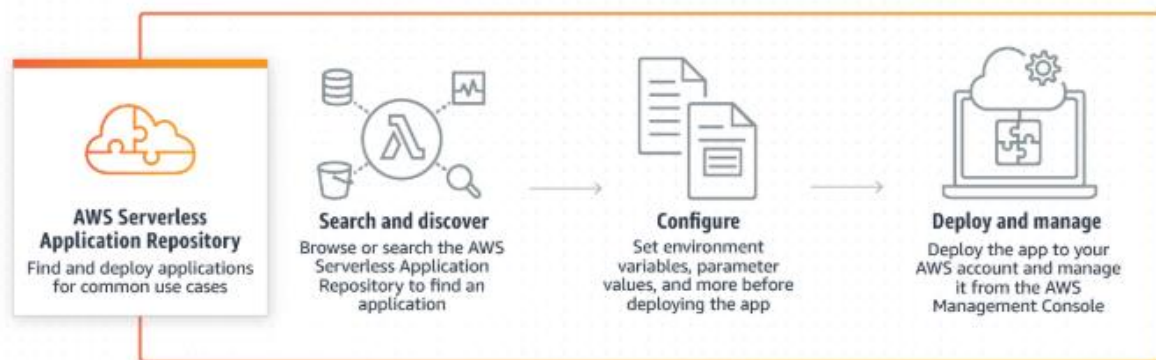 AWS Serverless
Application Repository
Find and deploy applications
for common use cases
Search and discover
Browse or search the AWS
Serverless Application
Repository to find an
application
Configure
Set environment
variables, parameter
values, and more before
deploying the app
Deploy and manage
Deploy the app to your
AWS account and manage
it from the AWS
Management Console